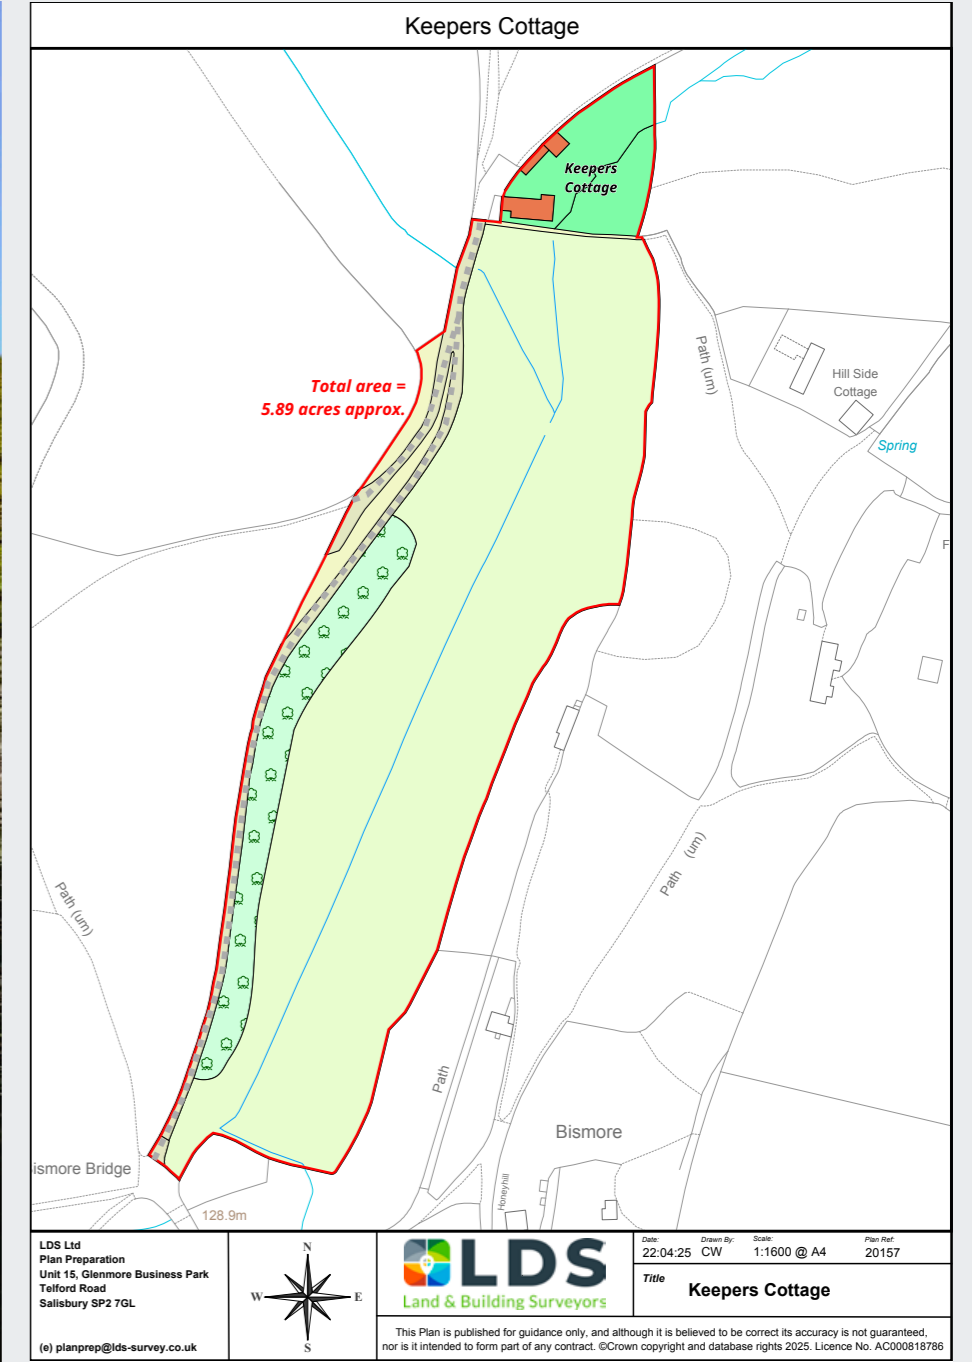 Keepers Cottage
Keepers
Cottage
Total area =
5.89 acres approx.
Path (um)
Hill Side
Cottage
Spring
F
Path (um)
Path (um)
Path
Bismore
ismore Bridge
Honeyhill
128.9m
LDS Ltd
Plan Preparation
Unit 15, Glenmore Business Park
Telford Road
Salisbury SP2 7GL
(e) planprep@lds-survey.co.uk
N
W E
S
LDS
Land & Building Surveyors
Date: Drawn By: Scale: Plan Ref:
22:04:25 CW 1:1600 @ A4 20157
Title
Keepers Cottage
This Plan is published for guidance only, and although it is believed to be correct its accuracy is not guaranteed,
nor is it intended to form part of any contract. ©Crown copyright and database rights 2025. Licence No. AC000818786